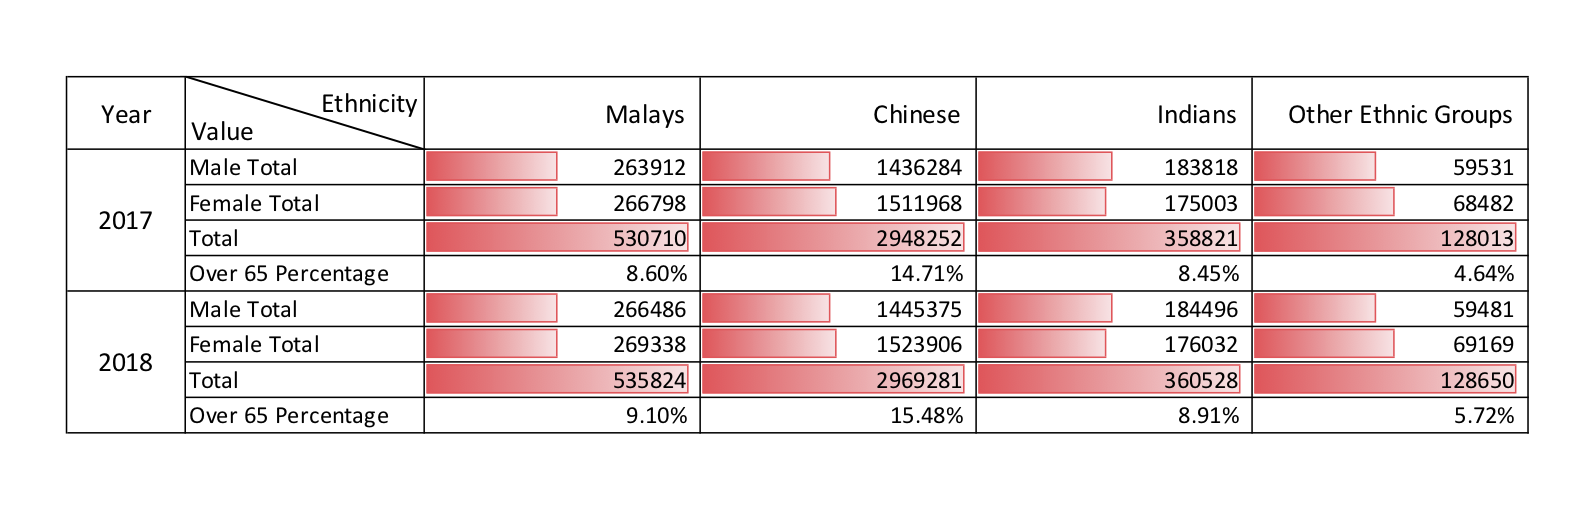 Year Value Ethnicity Malays Chinese Indians Other Ethnic Groups
2017
Male Total 263912 1436284 183818 59531
Female Total 266798 1511968 175003 68482
Total 530710 2948252 358821 128013
Over 65 Percentage 8.60% 14.71% 8.45% 4.64%
2018
Male Total 266486 1445375 184496 59481
Female Total 269338 1523906 176032 69169
Total 535824 2969281 360528 128650
Over 65 Percentage 9.10% 15.48% 8.91% 5.72%